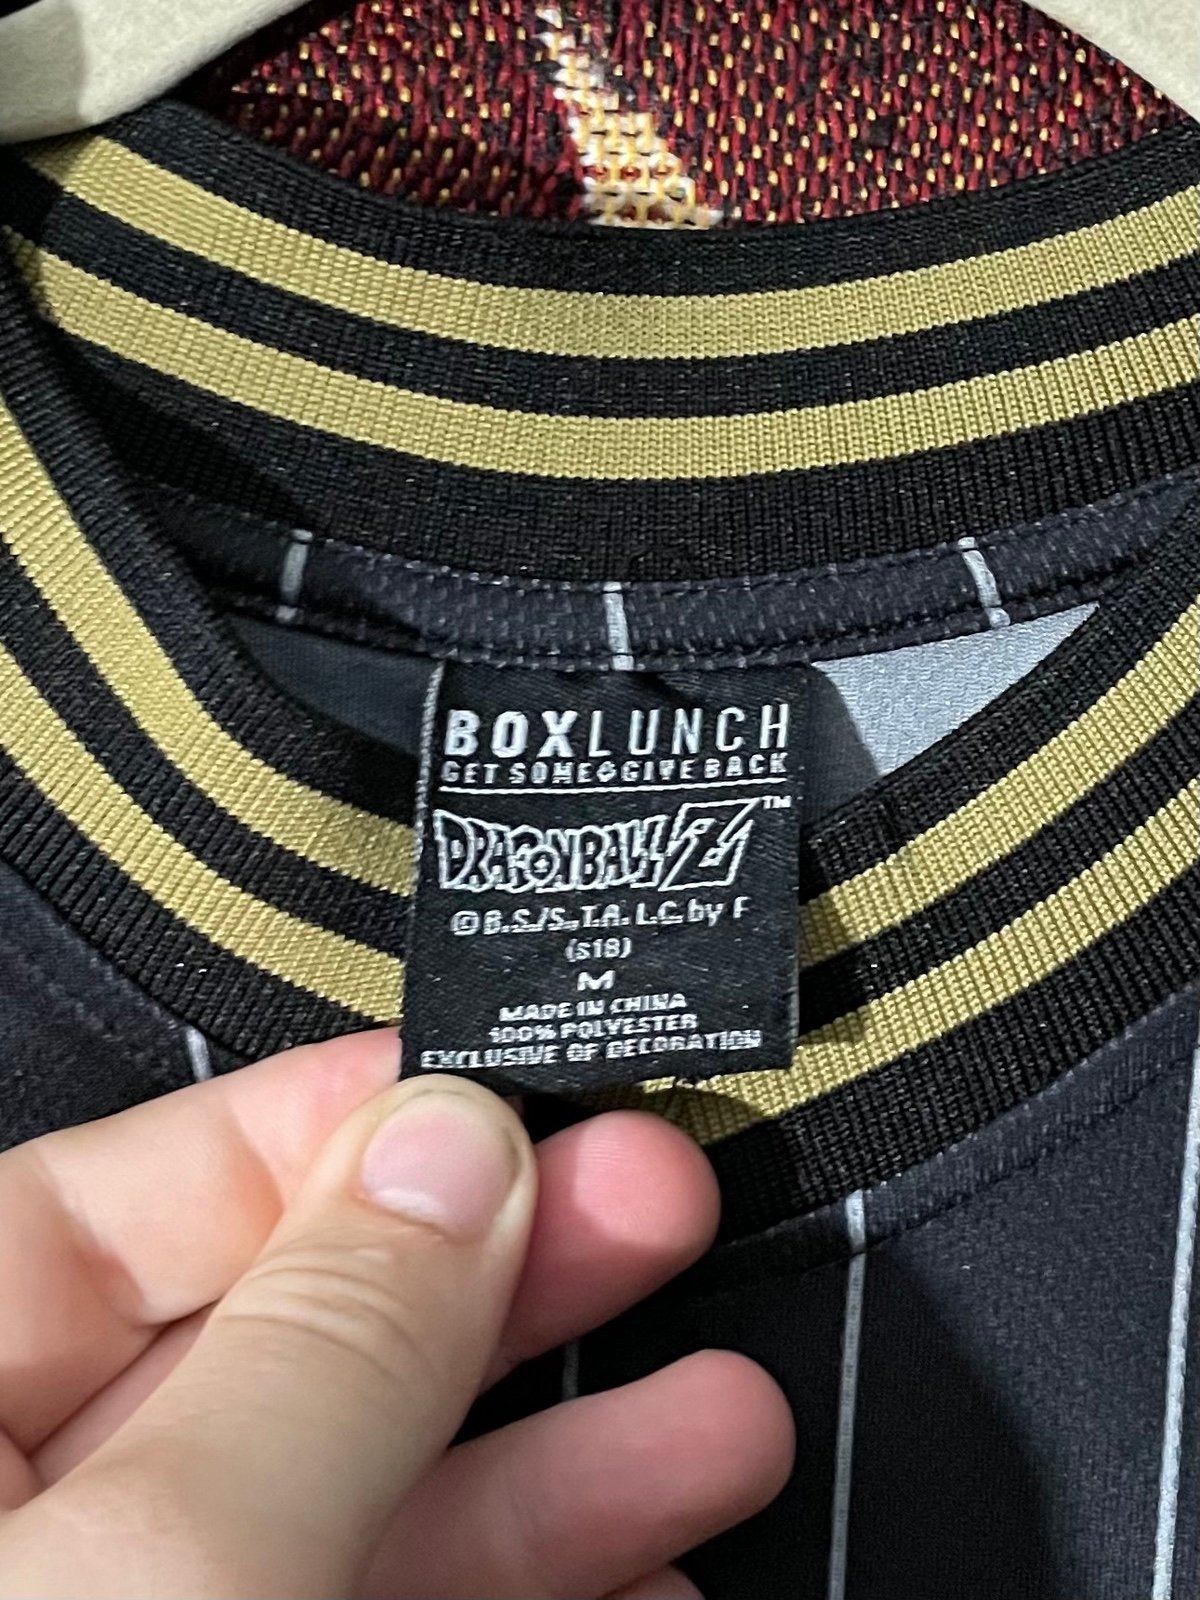 BOXLUNCH
GET SOME GIVE BACK
DRAGONBALL Z™
©B.S./S., T.A. L.C. by F
(s18)
M
MADE IN CHINA
100% POLYESTER
EXCLUSIVE OF DECORATION